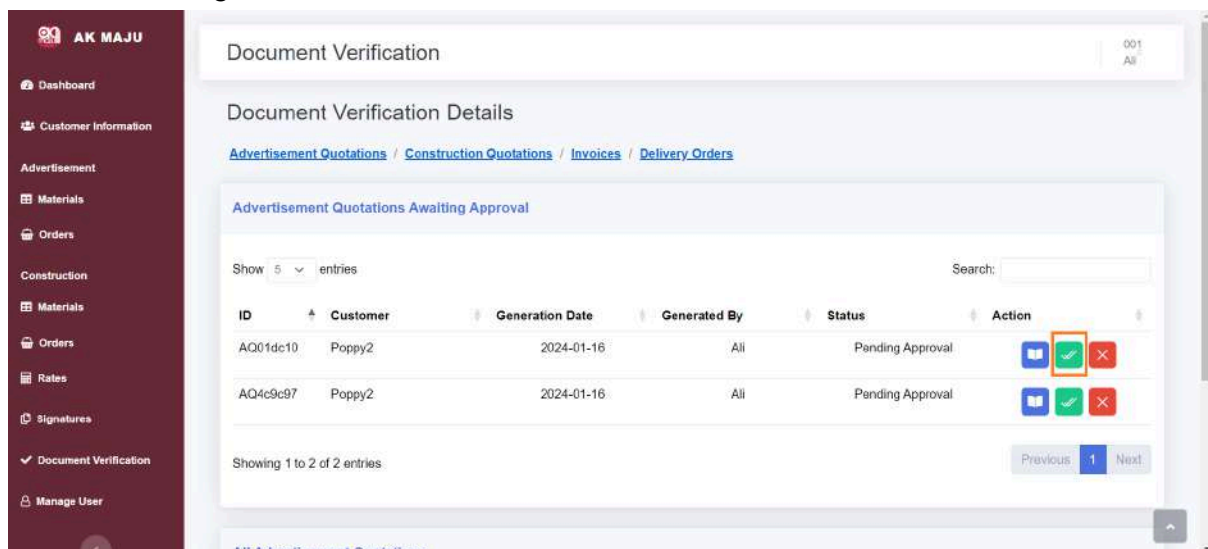 AK MAJU
Dashboard
Customer Information
Advertisement
Materials
Orders
Construction
Materials
Orders
Rates
Signatures
Document Verification
Manage User
Document Verification
001
Ali
Document Verification Details
Advertisement Quotations / Construction Quotations / Invoices / Delivery Orders
Advertisement Quotations Awaiting Approval
Show 5 entries
Search:
ID Customer Generation Date Generated By Status Action
AQ01dc10 Poppy2 2024-01-16 Ali Pending Approval
AQ4c9c97 Poppy2 2024-01-16 Ali Pending Approval
Showing 1 to 2 of 2 entries
Previous 1 Next